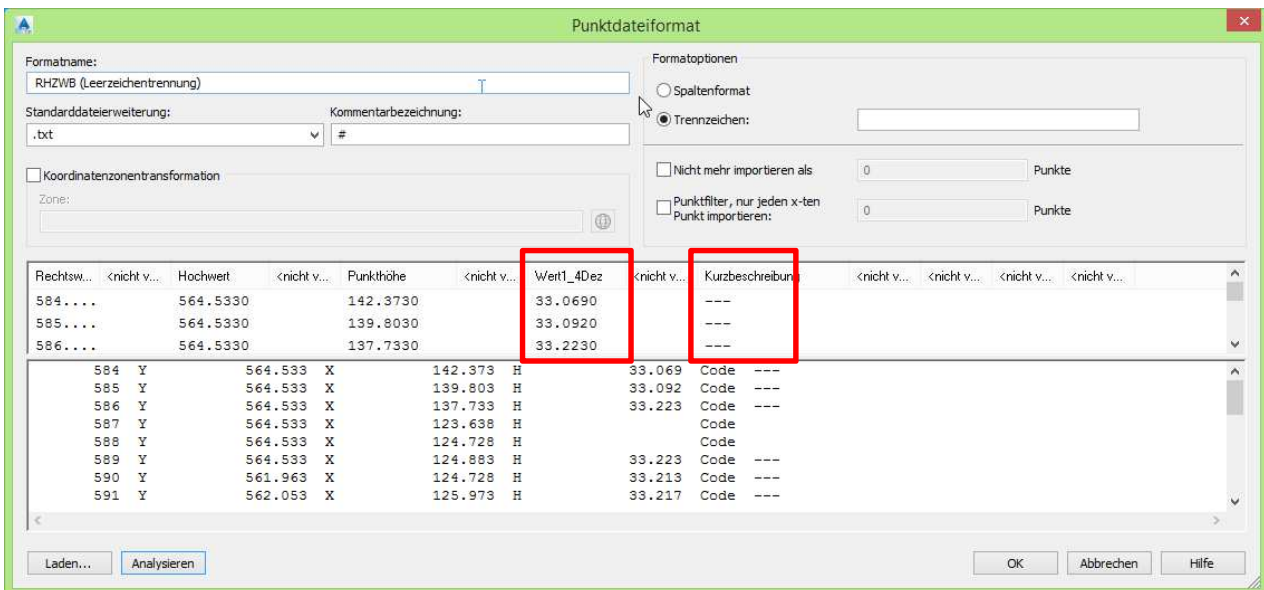 Punktdateiformat
Formatname:
RHZWB (Leerzeichentrennung)
Standarddateierweiterung:
Kommentarbezeichnung:
.txt
#
Koordinatenzonentransformation
Zone:
Formatoptionen
Spaltenformat
Trennzeichen:
Nicht mehr importieren als
0
Punkte
Punktfilter, nur jeden x-ten
Punkt importieren:
0
Punkte
Rechtsw... <nicht v... Hochwert <nicht v... Punkthöhe <nicht v... Wert1_4Dez <nicht v... Kurzbeschreibung <nicht v... <nicht v... <nicht v... <nicht v...
584.... 564.5330 142.3730 33.0690 ---
585.... 564.5330 139.8030 33.0920 ---
586.... 564.5330 137.7330 33.2230 ---
584 Y 564.533 X 142.373 H 33.069 Code ---
585 Y 564.533 X 139.803 H 33.092 Code ---
586 Y 564.533 X 137.733 H 33.223 Code ---
587 Y 564.533 X 123.638 H Code
588 Y 564.533 X 124.728 H Code
589 Y 564.533 X 124.883 H 33.223 Code ---
590 Y 561.963 X 124.728 H 33.213 Code ---
591 Y 562.053 X 125.973 H 33.217 Code ---
Laden...
Analysieren
OK
Abbrechen
Hilfe